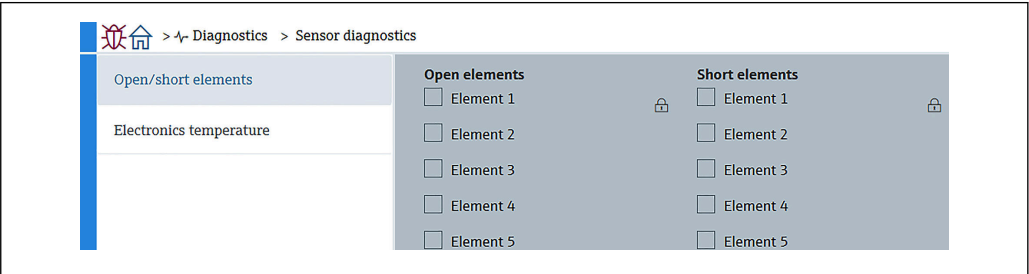 > Diagnostics > Sensor diagnostics
Open/short elements
Electronics temperature
Open elements
Element 1
Element 2
Element 3
Element 4
Element 5
Short elements
Element 1
Element 2
Element 3
Element 4
Element 5